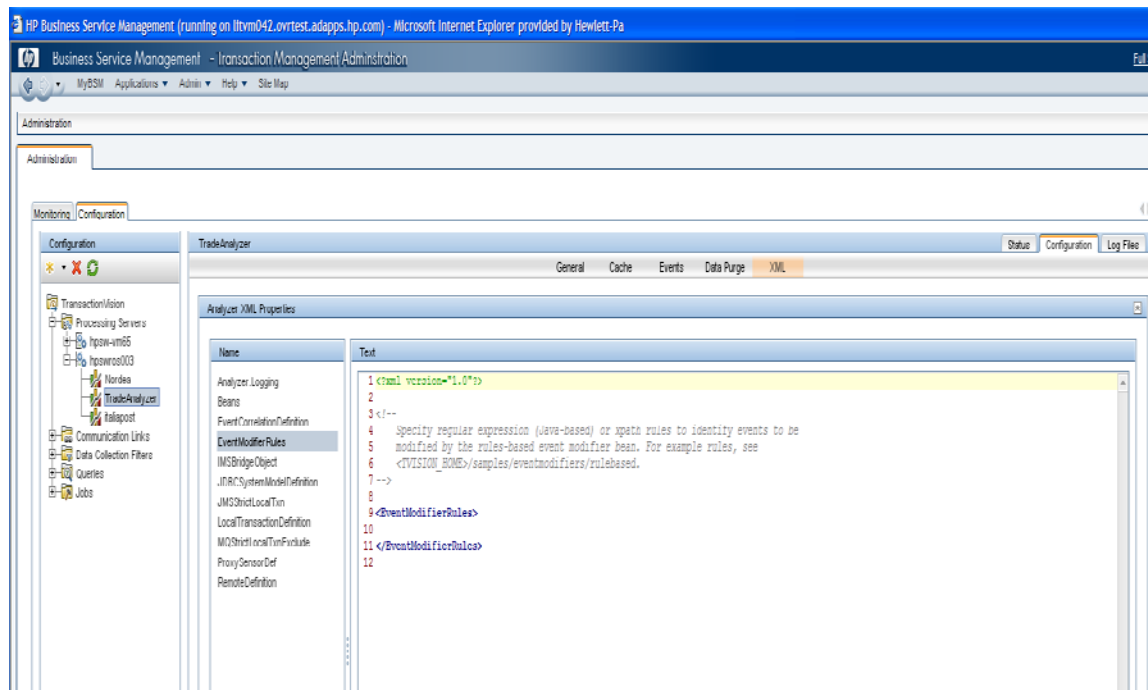 HP Business Service Management (running on litvm042.ovrtest.adapps.hp.com) - Microsoft Internet Explorer provided by Hewlett-Pa
Business Service Management - Transaction Management Adminstration
Full
MyBSM Applications Admin Help Site Map
Administration
Administration
Monitoring Configuration
Configuration
TradeAnalyzer
Status Configuration Log Files
General Cache Events Data Purge XML
TransactionVision
Processing Servers
hpsw-vm65
hpswros003
Nordea
TradeAnalyzer
italiapost
Communication Links
Data Collection Filters
Queries
Jobs
Analyzer XML Properties
Name
Analyzer.Logging
Beans
EventCorrelationDefinition
EventModifierRules
IMSBridgeObject
JDBCSystemModelDefinition
JMSStrictLocalTxn
LocalTransactionDefinition
MQStrictLocalTxnExclude
ProxySensorDef
RemoteDefinition
Text
1 <?xml version="1.0"?>
2
3 <!--
4 Specify regular expression (Java-based) or xpath rules to identify events to be
5 modified by the rules-based event modifier bean. For example rules, see
6 <TVISION_HOME>/samples/eventmodifiers/rulebased.
7 -->
8
9 <EventModifierRules>
10
11 </EventModifierRules>
12